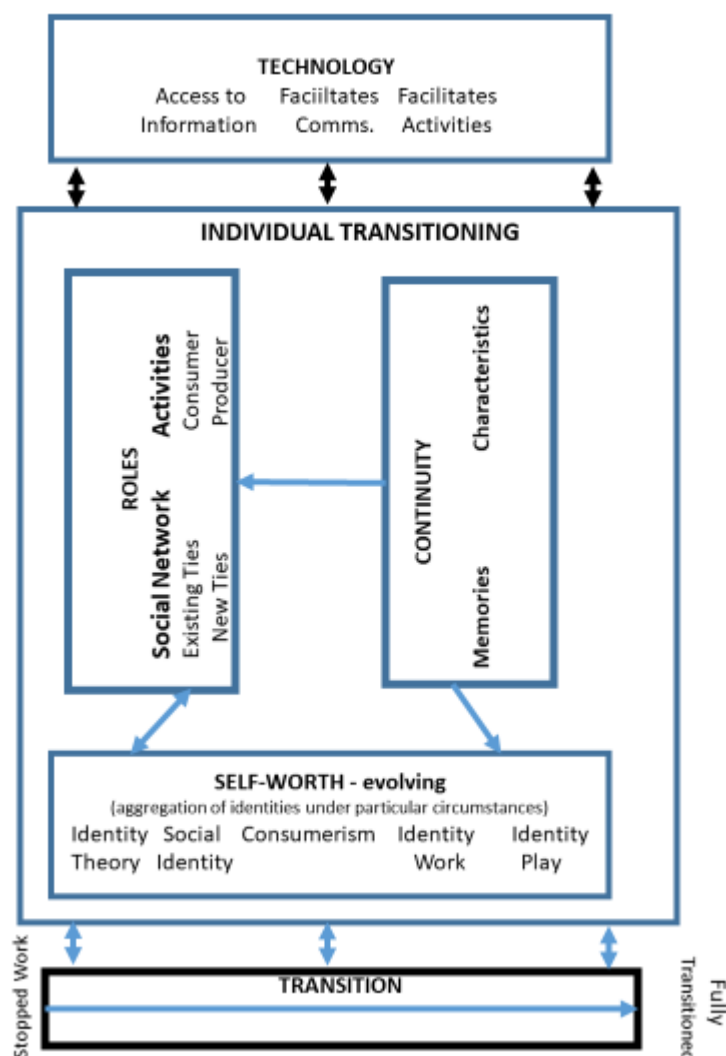 TECHNOLOGY
Access to Faciiltates Facilitates
Information Comms. Activities
INDIVIDUAL TRANSITIONING
ROLES
Social Network Activities
Existing Ties Consumer
New Ties Producer
CONTINUITY
Memories Characteristics
SELF-WORTH - evolving
(aggregation of identities under particular circumstances)
Identity Social Consumerism Identity Identity
Theory Identity Work Play
Stopped Work
TRANSITION
Fully
Transitioned